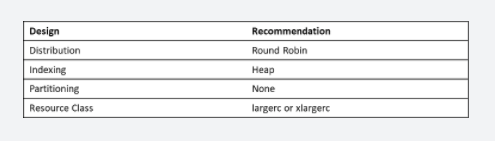 Design Recommendation
Distribution Round Robin
Indexing Heap
Partitioning None
Resource Class largerc or xlargerc